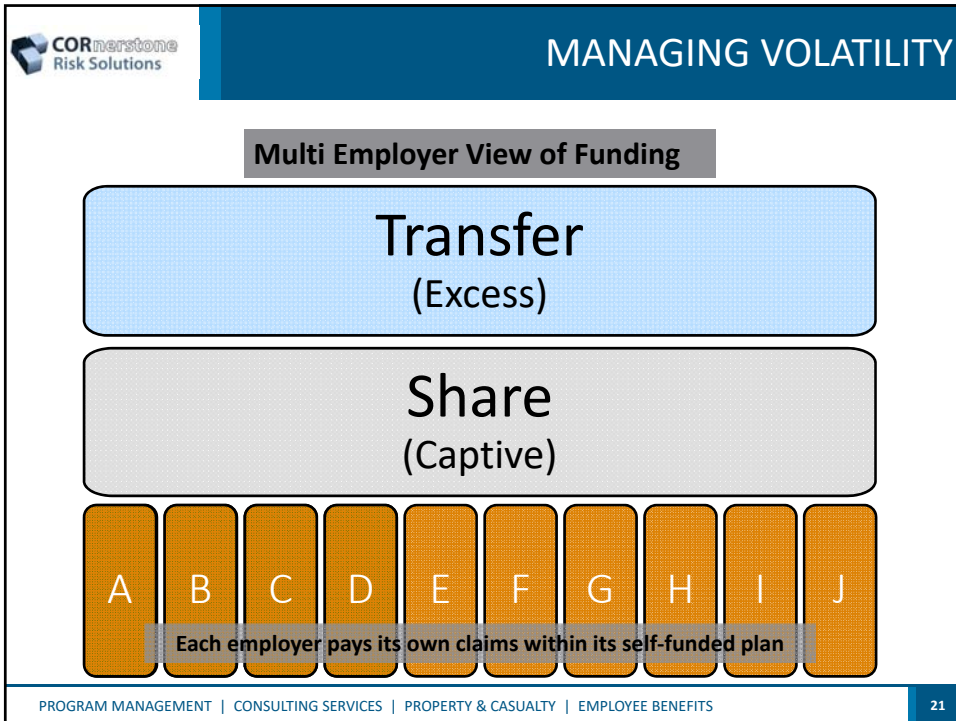 CORnerstone
Risk Solutions
MANAGING VOLATILITY
Multi Employer View of Funding
Transfer
(Excess)
Share
(Captive)
A B C D E F G H I J
Each employer pays its own claims within its self-funded plan
PROGRAM MANAGEMENT | CONSULTING SERVICES | PROPERTY & CASUALTY | EMPLOYEE BENEFITS 21